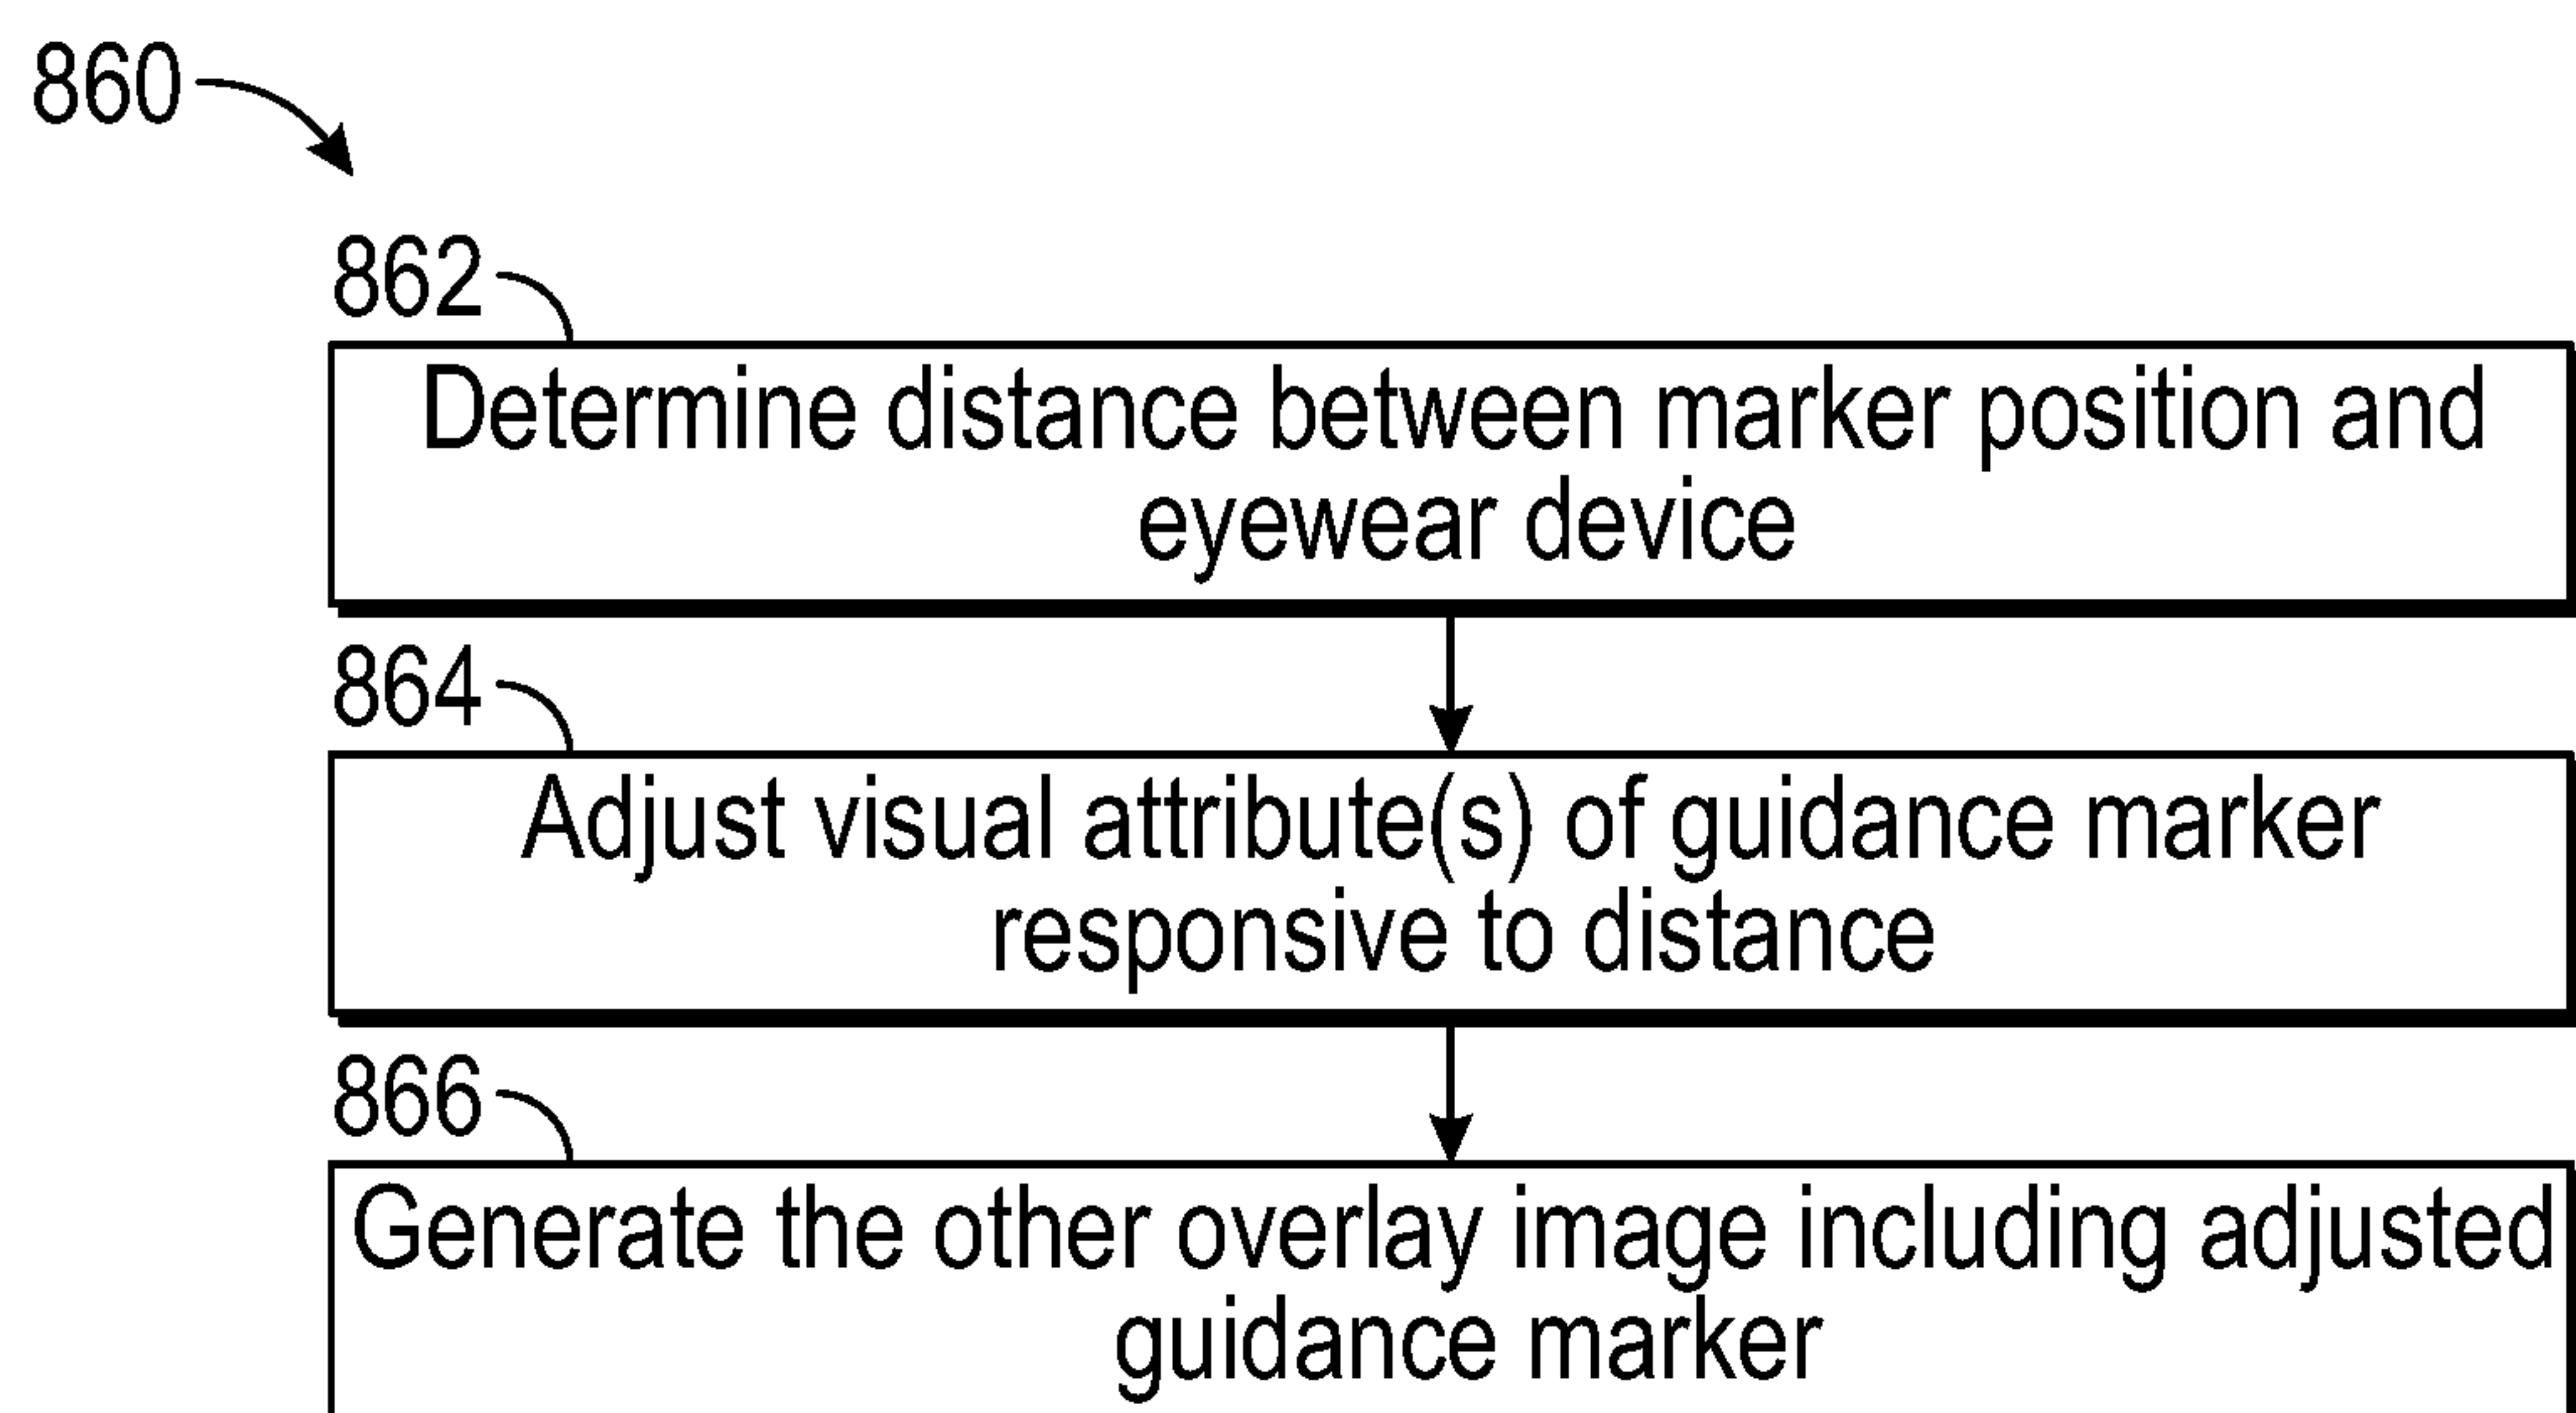 860
862
Determine distance between marker position and
eyewear device
864
Adjust visual attribute(s) of guidance marker
responsive to distance
866
Generate the other overlay image including adjusted
guidance marker